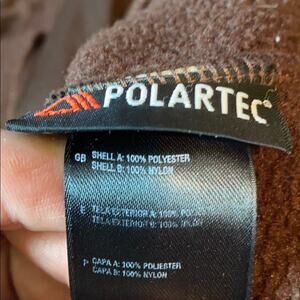 POLARTEC®
GB SHELL A: 100% POLYESTER
SHELL B: 100% NYLON
E TELA EXTERIOR A: 100% POLIESTER
TELA EXTERIOR B: 100% NYLON
P CAPA A: 100% POLIESTER
CAPA B: 100% NYLON